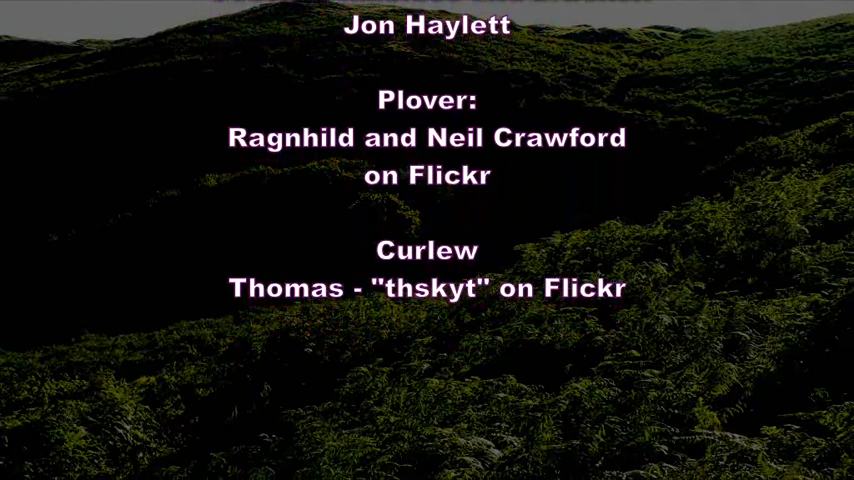 Jon Haylett
Plover:
Ragnhild and Neil Crawford
on Flickr
Curlew
Thomas - "thskyt" on Flickr